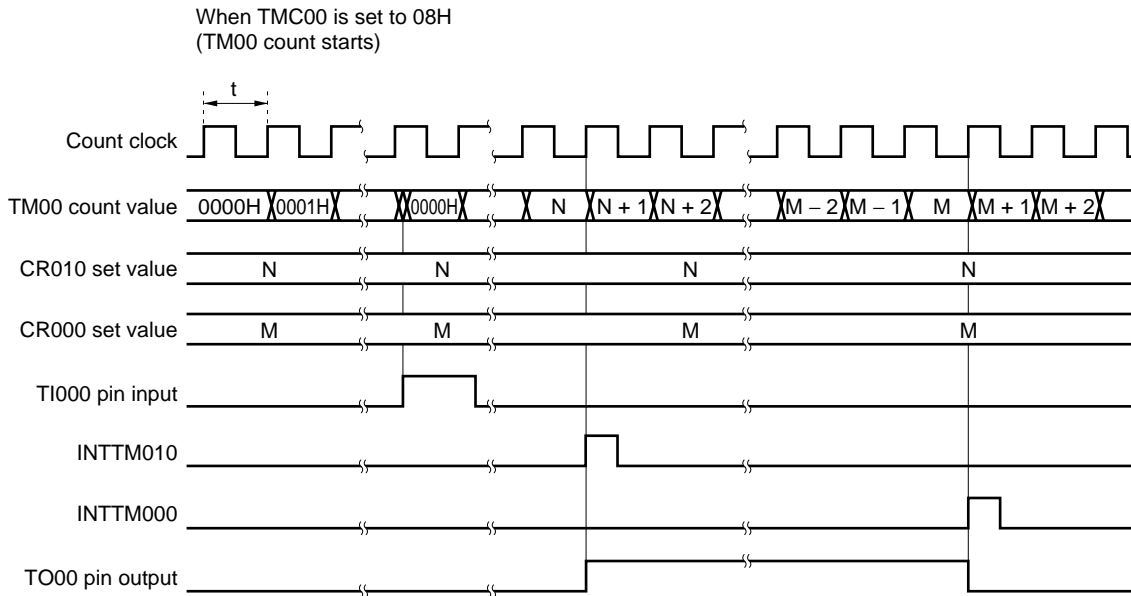 When TMC00 is set to 08H
(TM00 count starts)
t
Count clock
TM00 count value 0000H 0001H 0000H N N + 1 N + 2 M − 2 M − 1 M M + 1 M + 2
CR010 set value N N N N
CR000 set value M M M M
TI000 pin input
INTTM010
INTTM000
TO00 pin output